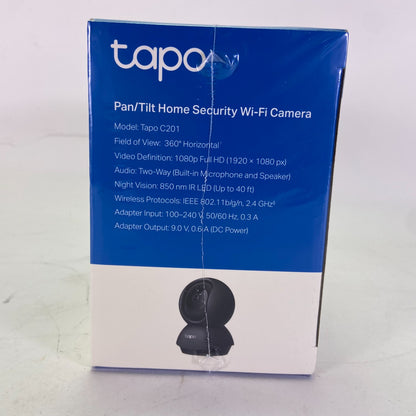 tapo
Pan/Tilt Home Security Wi-Fi Camera
Model: Tapo C201
Field of View: 360° Horizontal¹
Video Definition: 1080p Full HD (1920 × 1080 px)
Audio: Two-Way (Built-in Microphone and Speaker)
Night Vision: 850 nm IR LED (Up to 40 ft)
Wireless Protocols: IEEE 802.11b/g/n, 2.4 GHz²
Adapter Input: 100–240 V, 50/60 Hz, 0.3 A
Adapter Output: 9.0 V, 0.6 A (DC Power)
tapo